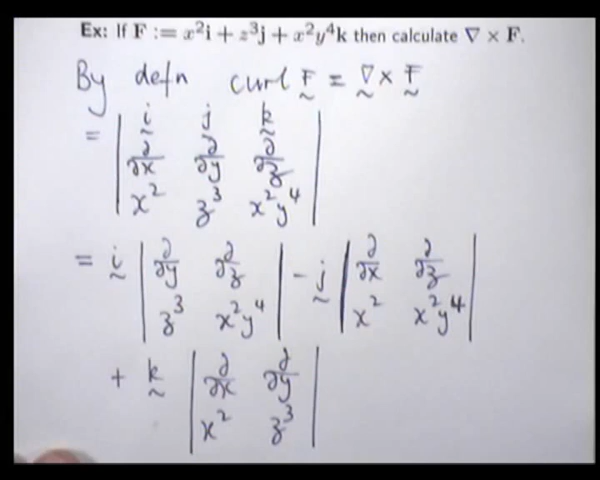 Ex: If F := x²i + z³j + x²y⁴k then calculate ∇ × F.
By defn curl F = ∇ × F
= | i j k |
| ∂/∂x ∂/∂y ∂/∂z |
| x² z³ x²y⁴ |
= i | ∂/∂y ∂/∂z | - j | ∂/∂x ∂/∂z |
| z³ x²y⁴ | | x² x²y⁴ |
+ k | ∂/∂x ∂/∂y |
| x² z³ |